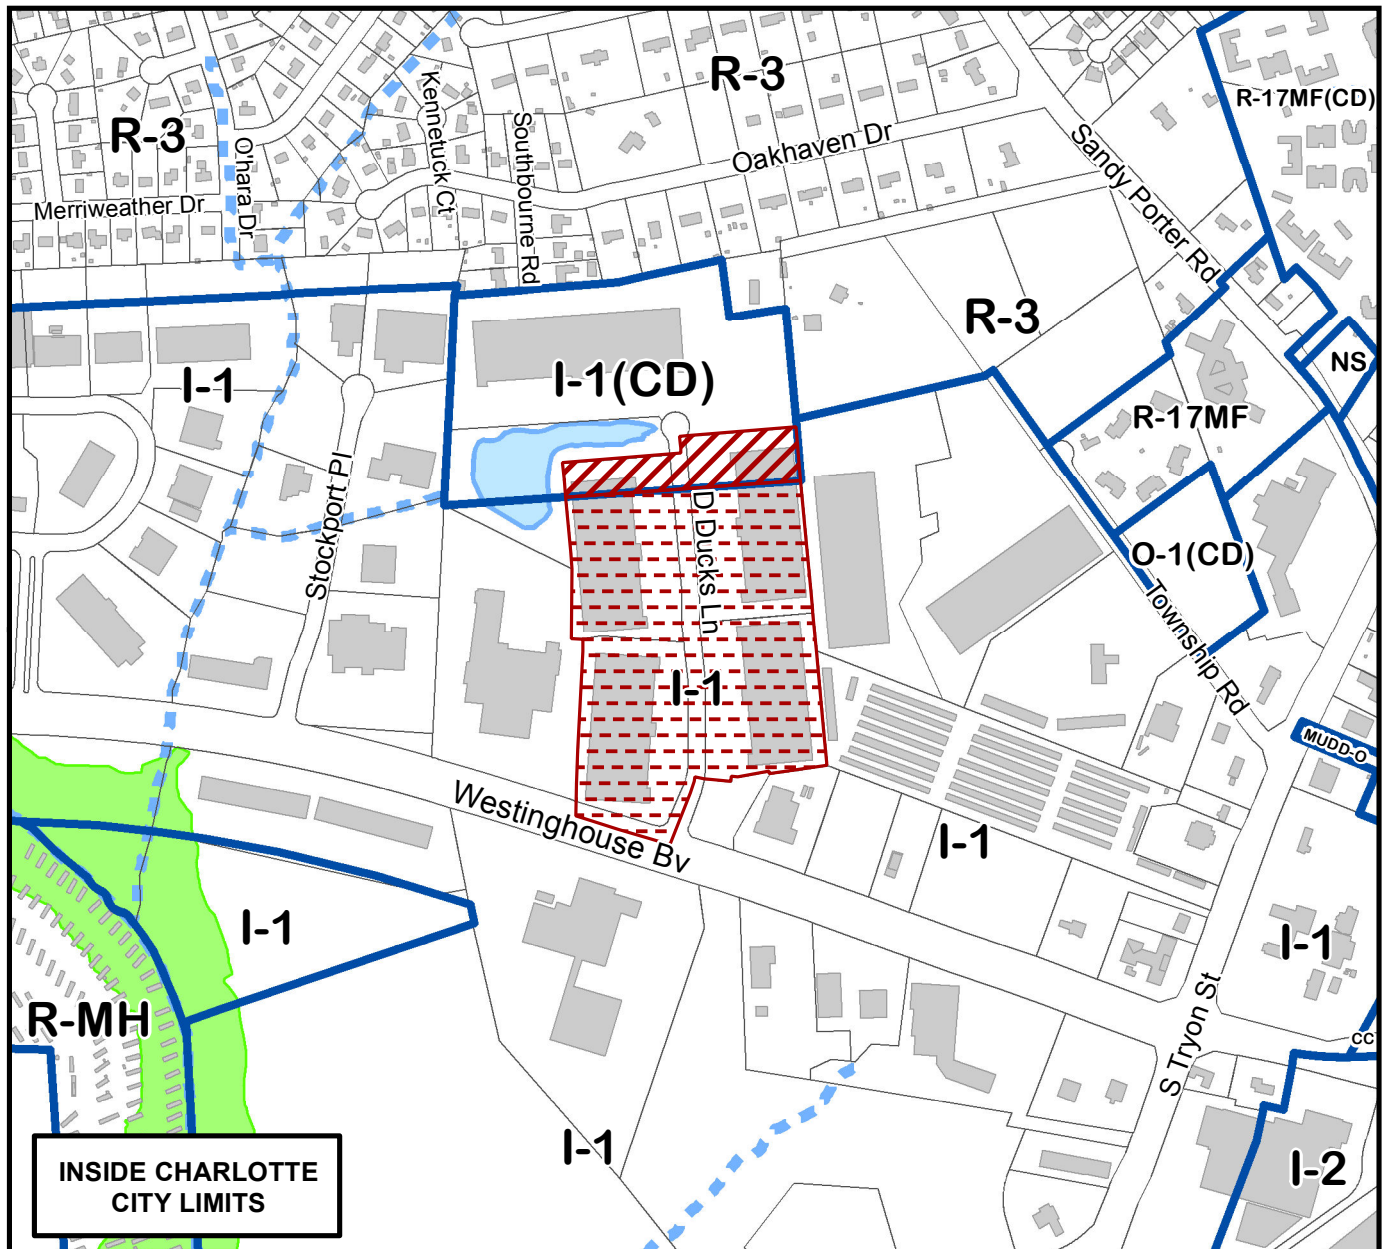 R-3
R-17MF(CD)
R-3
Kennetuck Ct
Southbourne Rd
Sandy Porter Rd
Oakhaven Dr
O'hara Dr
Merriweather Dr
R-3
NS
I-1
I-1(CD)
R-17MF
Stockport Pl
D Ducks Ln
O-1(CD)
Township Rd
I-1
MUDD-O
Westinghouse Bv
I-1
I-1
I-1
R-MH
S Tryon St
CC
I-1
I-2
INSIDE CHARLOTTE
CITY LIMITS